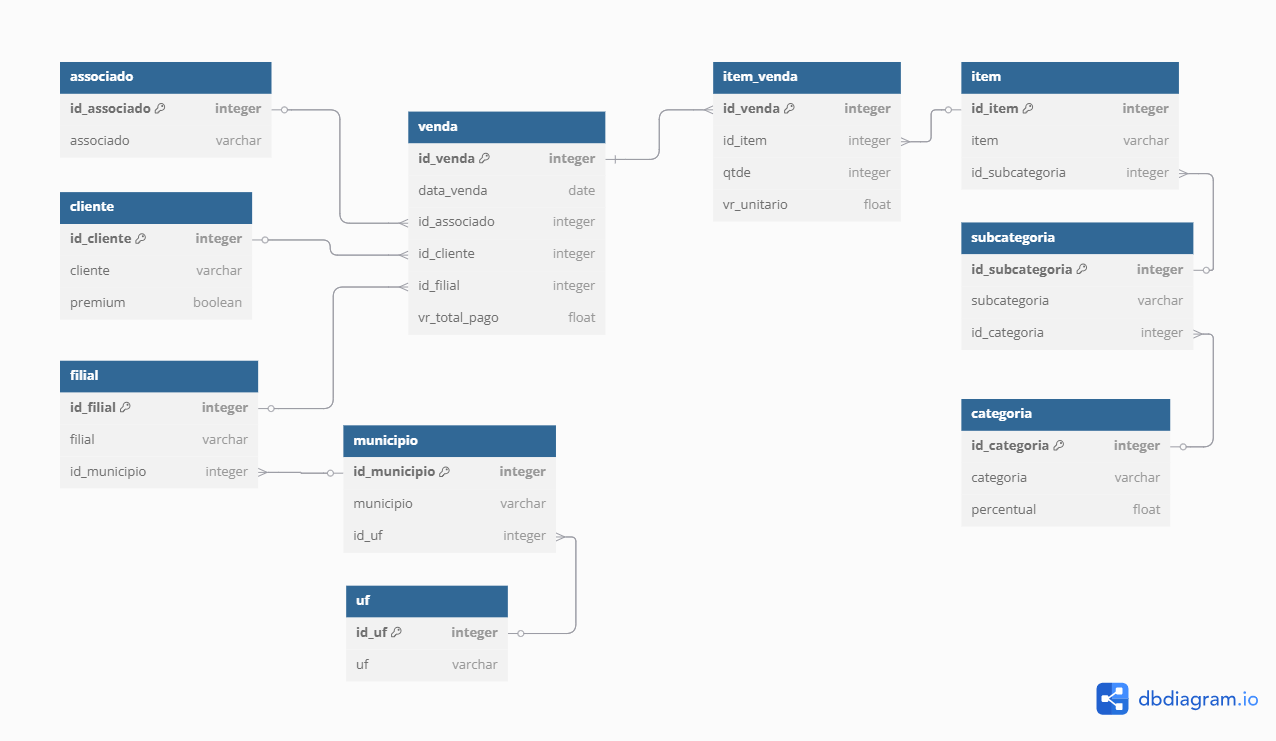 associado
id_associado integer
associado varchar
cliente
id_cliente integer
cliente varchar
premium boolean
filial
id_filial integer
filial varchar
id_municipio integer
venda
id_venda integer
data_venda date
id_associado integer
id_cliente integer
id_filial integer
vr_total_pago float
municipio
id_municipio integer
municipio varchar
id_uf integer
uf
id_uf integer
uf varchar
item_venda
id_venda integer
id_item integer
qtde integer
vr_unitario float
item
id_item integer
item varchar
id_subcategoria integer
subcategoria
id_subcategoria integer
subcategoria varchar
id_categoria integer
categoria
id_categoria integer
categoria varchar
percentual float
dbdiagram.io